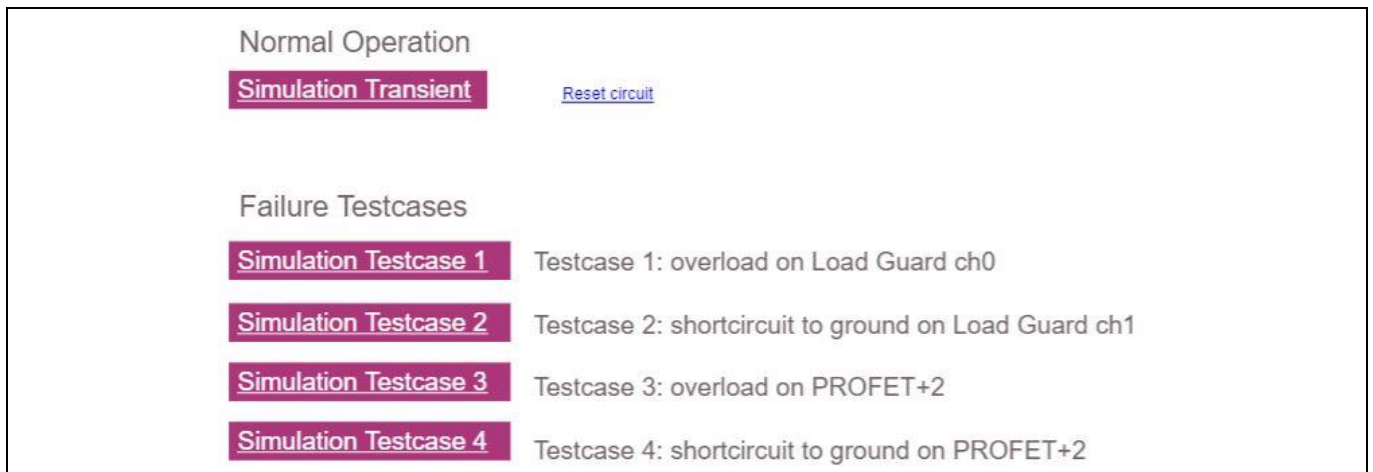 Normal Operation
Simulation Transient Reset circuit
Failure Testcases
Simulation Testcase 1 Testcase 1: overload on Load Guard ch0
Simulation Testcase 2 Testcase 2: shortcircuit to ground on Load Guard ch1
Simulation Testcase 3 Testcase 3: overload on PROFET+2
Simulation Testcase 4 Testcase 4: shortcircuit to ground on PROFET+2